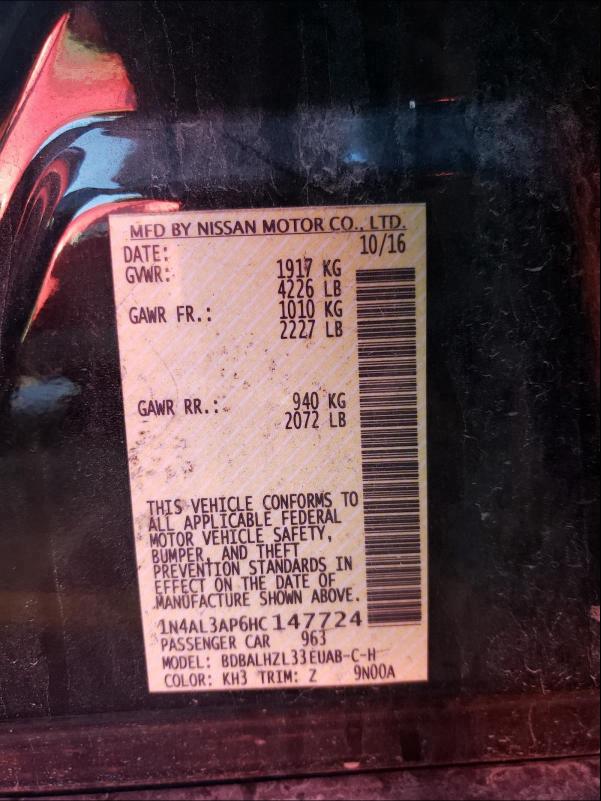 MFD BY NISSAN MOTOR CO., LTD.
DATE: 10/16
GVWR: 1917 KG
4226 LB
GAWR FR.: 1010 KG
2227 LB
GAWR RR.: 940 KG
2072 LB
THIS VEHICLE CONFORMS TO
ALL APPLICABLE FEDERAL
MOTOR VEHICLE SAFETY,
BUMPER, AND THEFT
PREVENTION STANDARDS IN
EFFECT ON THE DATE OF
MANUFACTURE SHOWN ABOVE.
1N4AL3AP6HC147724
PASSENGER CAR 963
MODEL: BDBALHZL33EUAB-C-H
COLOR: KH3 TRIM: Z 9N00A